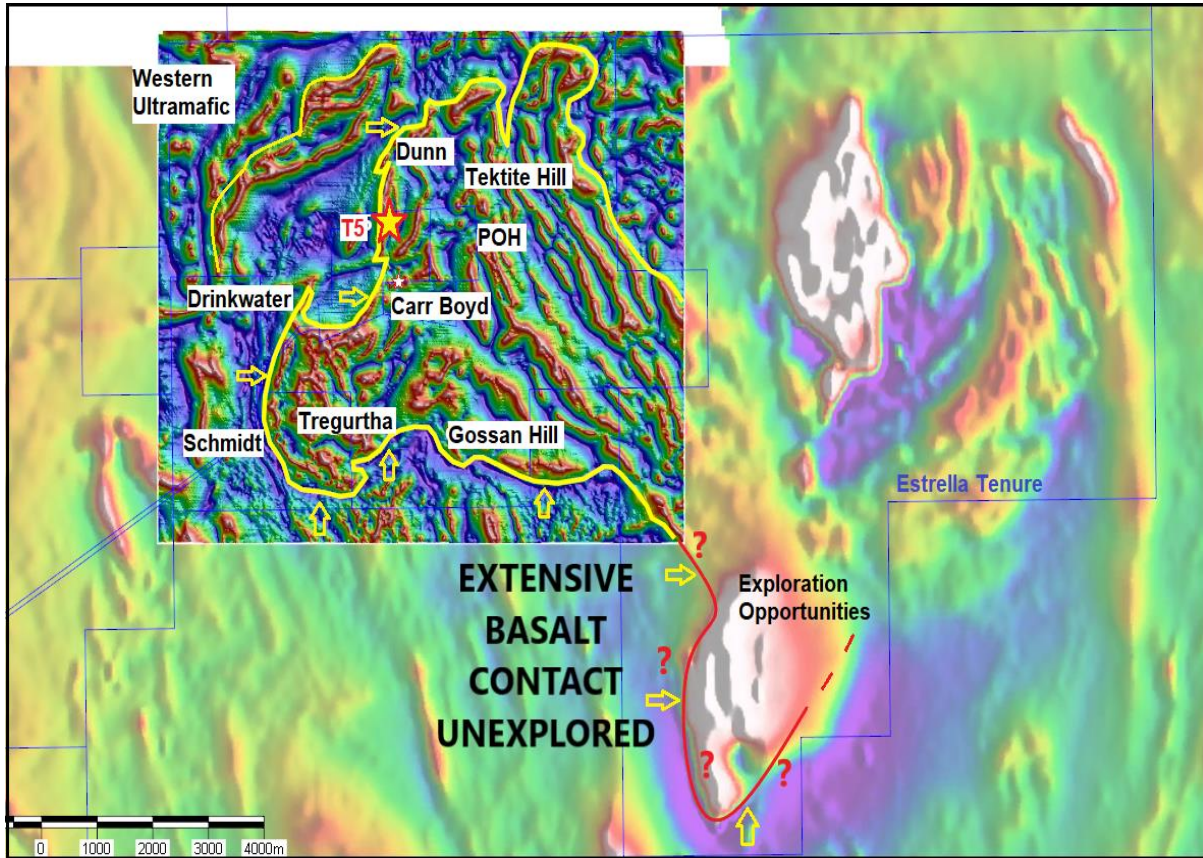 Western
Ultramafic
Dunn
Tektite Hill
T5
POH
Drinkwater
Carr Boyd
Tregurtha
Schmidt
Gossan Hill
Estrella Tenure
?
EXTENSIVE
BASALT
CONTACT
UNEXPLORED
Exploration
Opportunities
?
?
?
0 1000 2000 3000 4000m